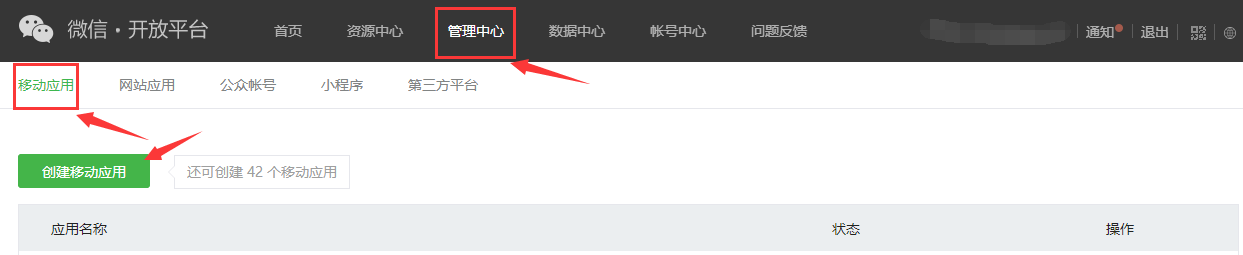 微信·开放平台 首页 资源中心 管理中心 数据中心 帐号中心 问题反馈 通知 退出
移动应用 网站应用 公众帐号 小程序 第三方平台
创建移动应用 还可创建 42 个移动应用
应用名称 状态 操作